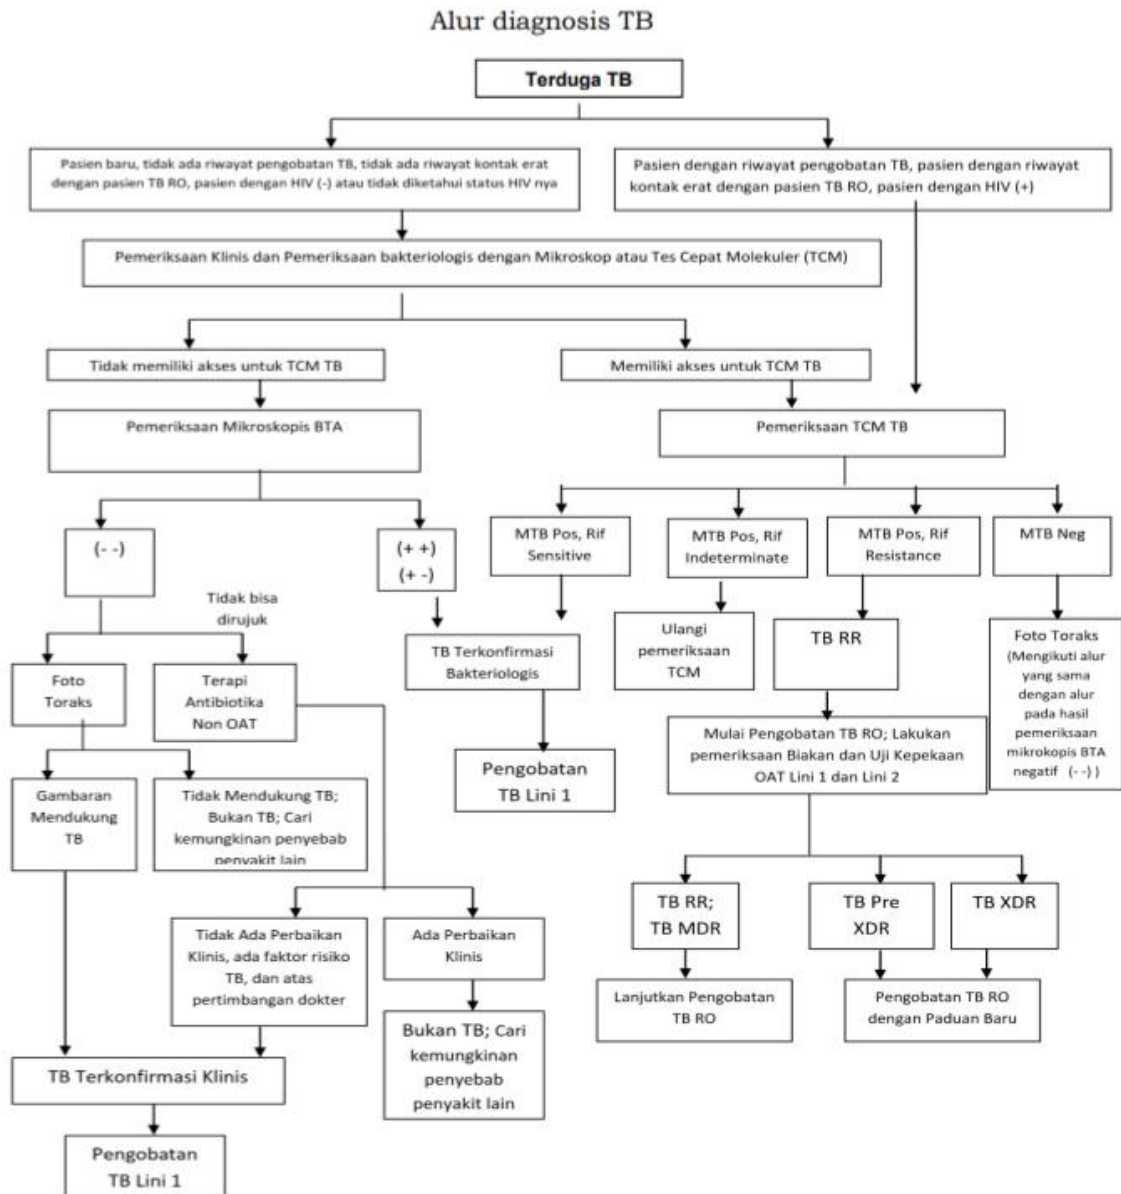 Alur diagnosis TB
Terduga TB
Pasien baru, tidak ada riwayat pengobatan TB, tidak ada riwayat kontak erat
dengan pasien TB RO, pasien dengan HIV (-) atau tidak diketahui status HIV nya
Pasien dengan riwayat pengobatan TB, pasien dengan riwayat
kontak erat dengan pasien TB RO, pasien dengan HIV (+)
Pemeriksaan Klinis dan Pemeriksaan bakteriologis dengan Mikroskop atau Tes Cepat Molekuler (TCM)
Tidak memiliki akses untuk TCM TB
Memiliki akses untuk TCM TB
Pemeriksaan Mikroskopis BTA
Pemeriksaan TCM TB
(- -)
(+ +)
(+ -)
MTB Pos, Rif
Sensitive
MTB Pos, Rif
Indeterminate
MTB Pos, Rif
Resistance
MTB Neg
Tidak bisa
dirujuk
Foto
Toraks
Terapi
Antibiotika
Non OAT
TB Terkonfirmasi
Bakteriologis
Ulangi
pemeriksaan
TCM
TB RR
Foto Toraks
(Mengikuti alur
yang sama
dengan alur
pada hasil
pemeriksaan
mikrokopis BTA
negatif (- -) )
Pengobatan
TB Lini 1
Mulai Pengobatan TB RO; Lakukan
pemeriksaan Biakan dan Uji Kepekaan
OAT Lini 1 dan Lini 2
Gambaran
Mendukung
TB
Tidak Mendukung TB;
Bukan TB; Cari
kemungkinan penyebab
penyakit lain
TB RR;
TB MDR
TB Pre
XDR
TB XDR
Tidak Ada Perbaikan
Klinis, ada faktor risiko
TB, dan atas
pertimbangan dokter
Ada Perbaikan
Klinis
Lanjutkan Pengobatan
TB RO
Pengobatan TB RO
dengan Paduan Baru
Bukan TB; Cari
kemungkinan
penyebab
penyakit lain
TB Terkonfirmasi Klinis
Pengobatan
TB Lini 1